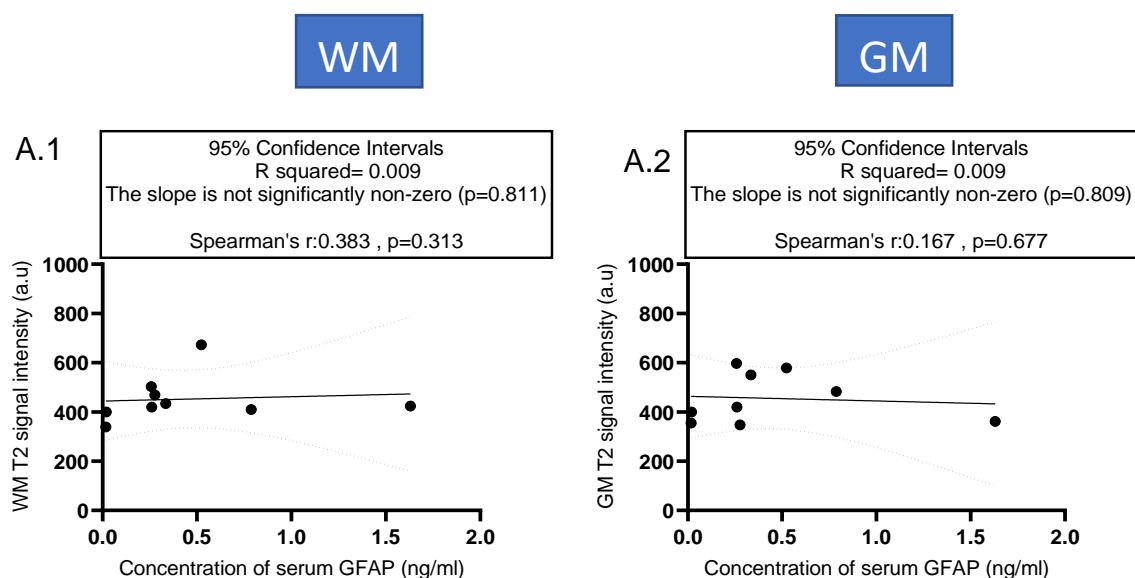 WM
GM
A.1
95% Confidence Intervals
R squared= 0.009
The slope is not significantly non-zero (p=0.811)
Spearman's r:0.383 , p=0.313
WM T2 signal intensity (a.u)
1000
800
600
400
200
0
0.0 0.5 1.0 1.5 2.0
Concentration of serum GFAP (ng/ml)
A.2
95% Confidence Intervals
R squared= 0.009
The slope is not significantly non-zero (p=0.809)
Spearman's r:0.167 , p=0.677
GM T2 signal intensity (a.u)
1000
800
600
400
200
0
0.0 0.5 1.0 1.5 2.0
Concentration of serum GFAP (ng/ml)